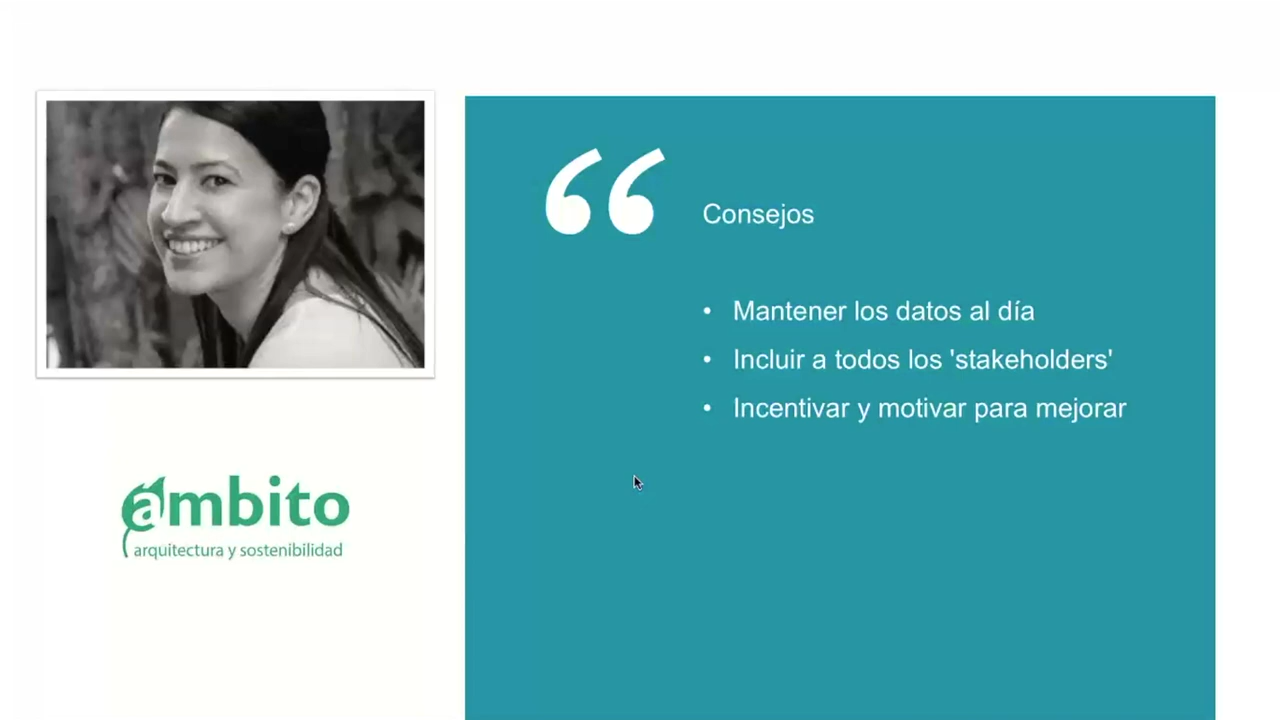 Consejos
• Mantener los datos al día
• Incluir a todos los 'stakeholders'
• Incentivar y motivar para mejorar
ambito
arquitectura y sostenibilidad